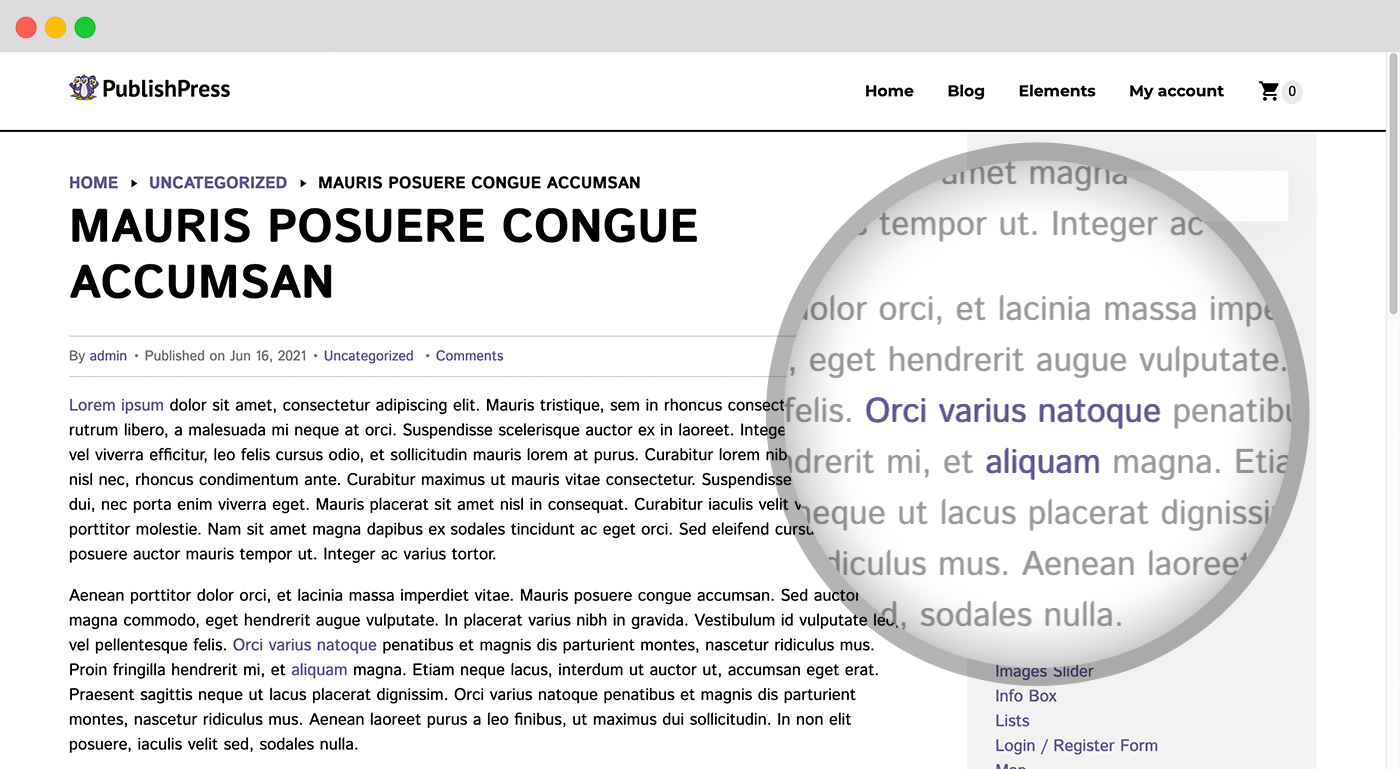 PublishPress
Home Blog Elements My account 0
HOME ▸ UNCATEGORIZED ▸ MAURIS POSUERE CONGUE ACCUMSAN
MAURIS POSUERE CONGUE
ACCUMSAN
By admin • Published on Jun 16, 2021 • Uncategorized • Comments
Lorem ipsum dolor sit amet, consectetur adipiscing elit. Mauris tristique, sem in rhoncus consect
rutrum libero, a malesuada mi neque at orci. Suspendisse scelerisque auctor ex in laoreet. Intege
vel viverra efficitur, leo felis cursus odio, et sollicitudin mauris lorem at purus. Curabitur lorem nib
nisl nec, rhoncus condimentum ante. Curabitur maximus ut mauris vitae consectetur. Suspendisse
dui, nec porta enim viverra eget. Mauris placerat sit amet nisl in consequat. Curabitur iaculis velit v
porttitor molestie. Nam sit amet magna dapibus ex sodales tincidunt ac eget orci. Sed eleifend cursu
posuere auctor mauris tempor ut. Integer ac varius tortor.
Aenean porttitor dolor orci, et lacinia massa imperdiet vitae. Mauris posuere congue accumsan. Sed auctor
magna commodo, eget hendrerit augue vulputate. In placerat varius nibh in gravida. Vestibulum id vulputate leo,
vel pellentesque felis. Orci varius natoque penatibus et magnis dis parturient montes, nascetur ridiculus mus.
Proin fringilla hendrerit mi, et aliquam magna. Etiam neque lacus, interdum ut auctor ut, accumsan eget erat.
Praesent sagittis neque ut lacus placerat dignissim. Orci varius natoque penatibus et magnis dis parturient
montes, nascetur ridiculus mus. Aenean laoreet purus a leo finibus, ut maximus dui sollicitudin. In non elit
posuere, iaculis velit sed, sodales nulla.
amet magna
tempor ut. Integer ac
dolor orci, et lacinia massa impe
, eget hendrerit augue vulputate.
felis. Orci varius natoque penatibu
ndrerit mi, et aliquam magna. Etia
neque ut lacus placerat dignissi
diculus mus. Aenean laoreet
d, sodales nulla.
Images Slider
Info Box
Lists
Login / Register Form